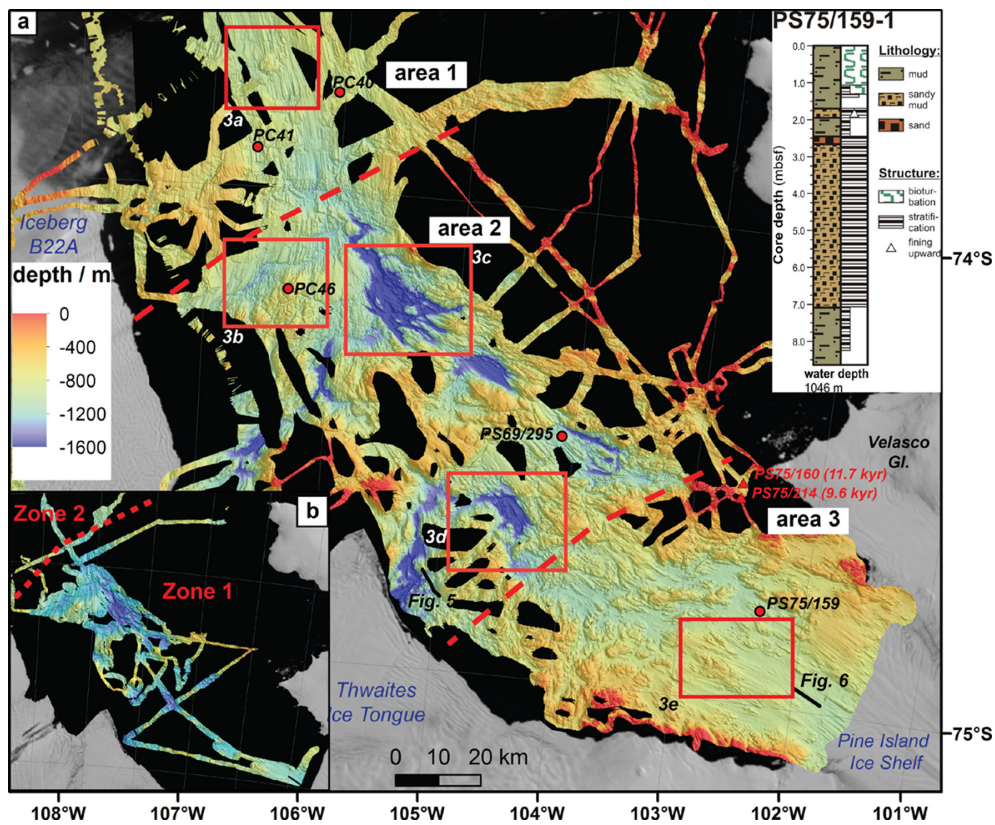 a
PS75/159-1
area 1
PC40
3a
PC41
Iceberg
B22A
area 2
3c
PC46
3b
depth / m
0
-400
-800
-1200
-1600
Core depth (mbsf)
0.0
1.0
2.0
3.0
4.0
5.0
6.0
7.0
8.0
water depth
1046 m
Lithology:
mud
sandy
mud
sand
Structure:
biotur-
bation
stratifi-
cation
fining
upward
74°S
PS69/295
Velasco
Gl.
PS75/160 (11.7 kyr)
PS75/214 (9.6 kyr)
area 3
3d
Fig. 5
PS75/159
3e
Fig. 6
b
Zone 2
Zone 1
Thwaites
Ice Tongue
0 10 20 km
Pine Island
Ice Shelf
75°S
108°W 107°W 106°W 105°W 104°W 103°W 102°W 101°W